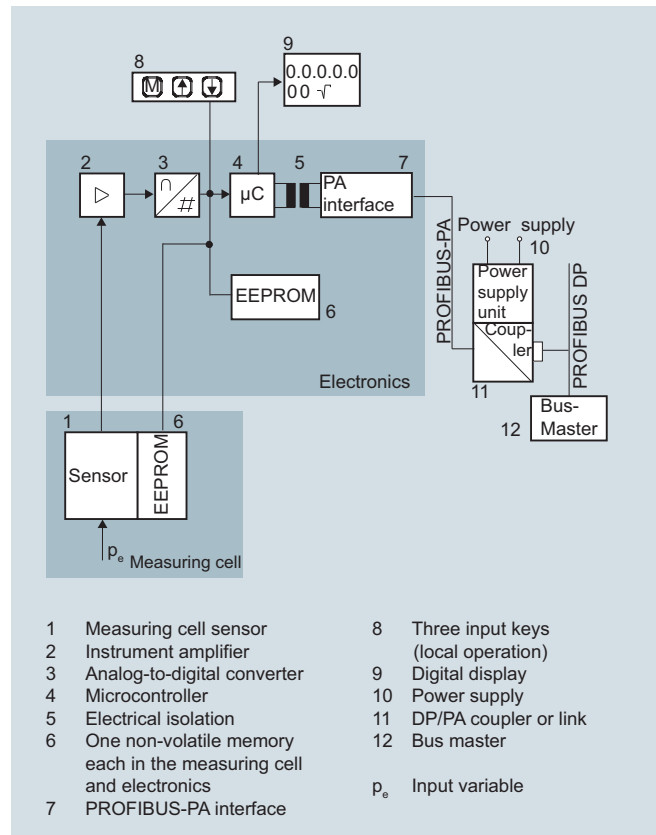 8
M
9
0.0.0.0.0
0 0 √
2
3
∩
#
4
µC
5
7
PA
interface
PROFIBUS-PA
Power supply
10
Power
supply
unit
Coup-
ler
11
PROFIBUS DP
12
Bus-
Master
EEPROM
6
Electronics
1
6
Sensor
EEPROM
pe
Measuring cell
1 Measuring cell sensor
2 Instrument amplifier
3 Analog-to-digital converter
4 Microcontroller
5 Electrical isolation
6 One non-volatile memory
each in the measuring cell
and electronics
7 PROFIBUS-PA interface
8 Three input keys
(local operation)
9 Digital display
10 Power supply
11 DP/PA coupler or link
12 Bus master
pe Input variable